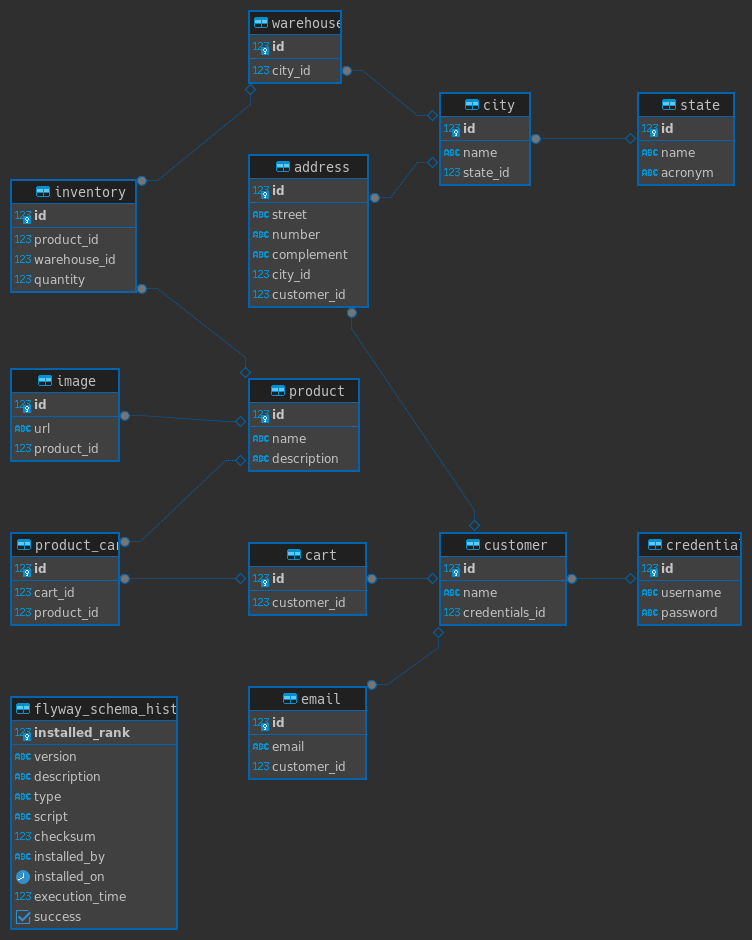 warehouse
123 id
123 city_id
city
123 id
ABC name
123 state_id
state
123 id
ABC name
ABC acronym
address
123 id
ABC street
ABC number
ABC complement
123 city_id
123 customer_id
inventory
123 id
123 product_id
123 warehouse_id
123 quantity
image
123 id
ABC url
123 product_id
product
123 id
ABC name
ABC description
product_car
123 id
123 cart_id
123 product_id
cart
123 id
123 customer_id
customer
123 id
ABC name
123 credentials_id
credential
123 id
ABC username
ABC password
email
123 id
ABC email
123 customer_id
flyway_schema_hist
123 installed_rank
ABC version
ABC description
ABC type
ABC script
123 checksum
ABC installed_by
installed_on
123 execution_time
success